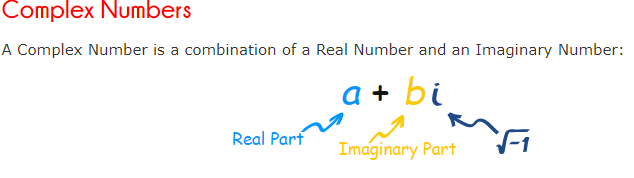 Complex Numbers
A Complex Number is a combination of a Real Number and an Imaginary Number:
a + bi
Real Part
Imaginary Part
√-1